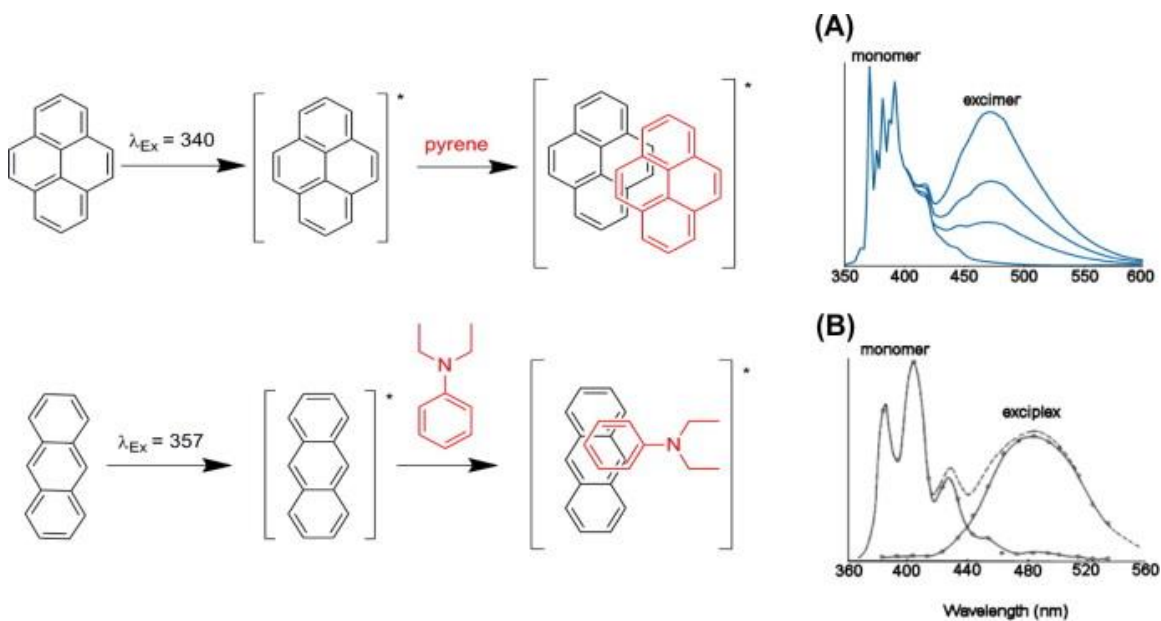 λEx = 340
*
pyrene
*
(A)
monomer
excimer
350 400 450 500 550 600
λEx = 357
*
N
*
N
(B)
monomer
exciplex
360 400 440 480 520 560
Wavelength (nm)